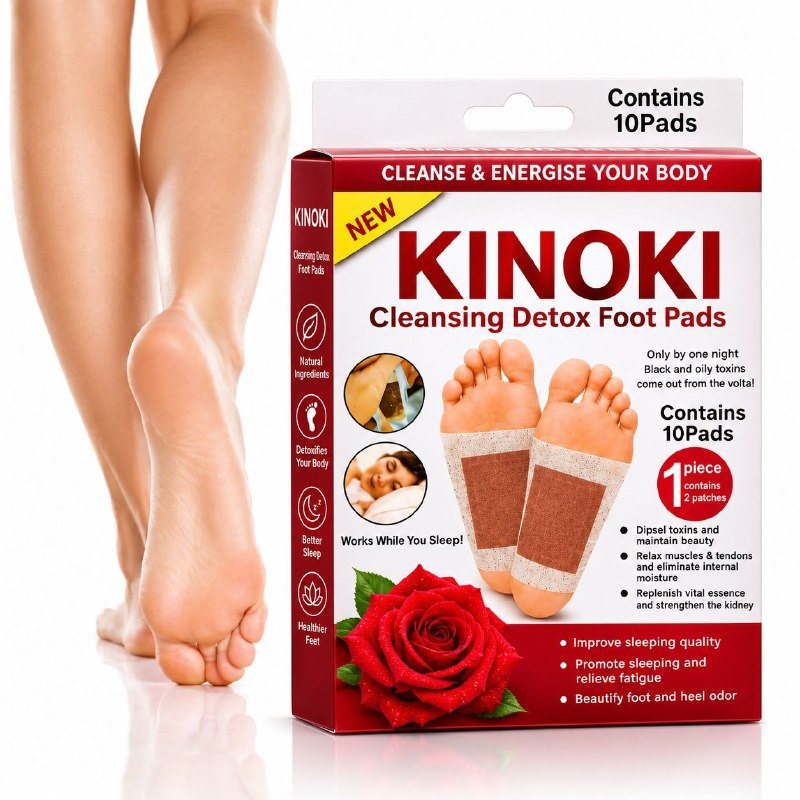 Contains
10Pads
CLEANSE & ENERGISE YOUR BODY
NEW
KINOKI
Cleansing Detox Foot Pads
Only by one night
Black and oily toxins
come out from the volta!
Contains
10Pads
1 piece
contains
2 patches
Works While You Sleep!
Dipsel toxins and
maintain beauty
Relax muscles & tendons
and eliminate internal
moisture
Replenish vital essence
and strengthen the kidney
Improve sleeping quality
Promote sleeping and
relieve fatigue
Beautify foot and heel odor
KINOKI
Cleansing Detox
Foot Pads
Natural
Ingredients
Detoxifies
Your Body
Better
Sleep
Healthier
Feet